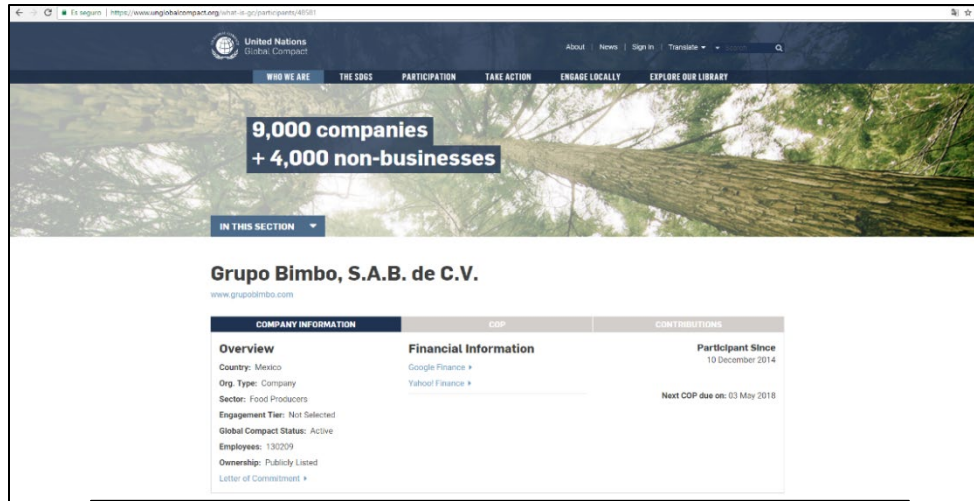 Es seguro | https://www.unglobalcompact.org/what-is-gc/participants/48581
United Nations
Global Compact
About | News | Sign In | Translate
WHO WE ARE THE SDGS PARTICIPATION TAKE ACTION ENGAGE LOCALLY EXPLORE OUR LIBRARY
9,000 companies
+ 4,000 non-businesses
IN THIS SECTION
Grupo Bimbo, S.A.B. de C.V.
www.grupobimbo.com
COMPANY INFORMATION COP CONTRIBUTIONS
Overview
Country: Mexico
Org. Type: Company
Sector: Food Producers
Engagement Tier: Not Selected
Global Compact Status: Active
Employees: 130209
Ownership: Publicly Listed
Letter of Commitment
Financial Information
Google Finance
Yahoo! Finance
Participant Since
10 December 2014
Next COP due on: 03 May 2018